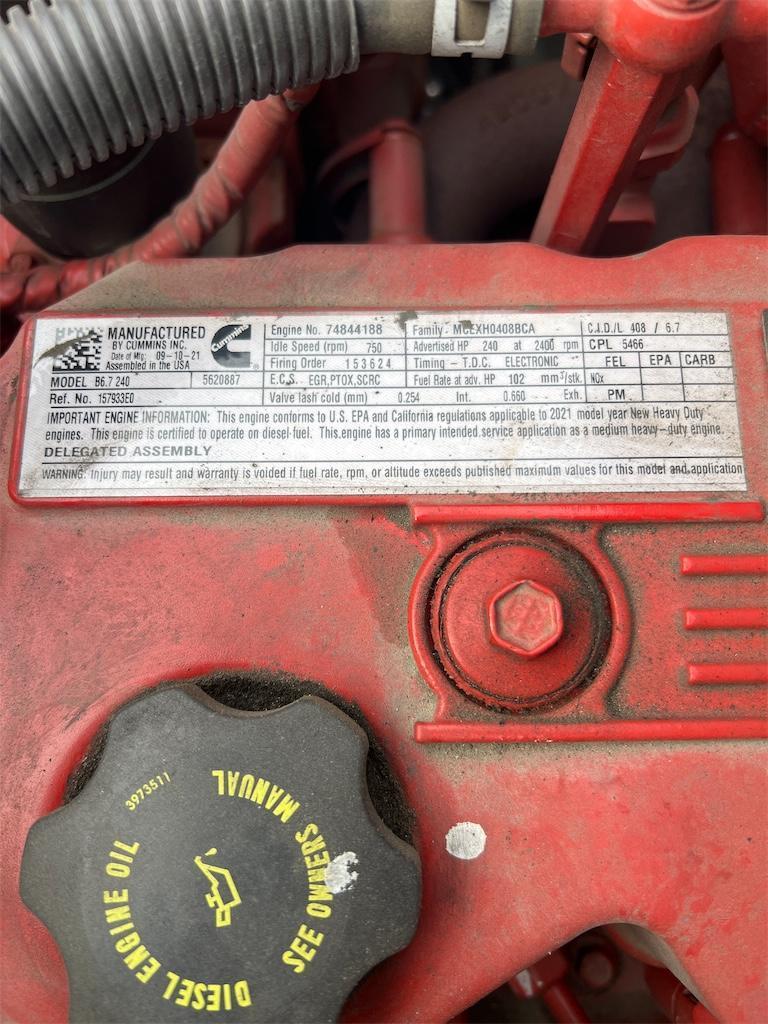 MANUFACTURED
BY CUMMINS INC.
Date of Mfg: 09-10-21
Assembled in the USA
Cummins
MODEL B6.7 240 5620887
Ref. No. 157933E0
Engine No. 74844188
Idle Speed (rpm) 750
Firing Order 153624
E.C.S. EGR,PTOX,SCRC
Family MCEXH0408BCA
Advertised HP 240 at 2400 rpm
Timing - T.D.C. ELECTRONIC
Fuel Rate at adv. HP 102 mm³/stk.
Valve lash cold (mm) 0.254 Int. 0.660 Exh.
C.I.D./L 408 / 6.7
CPL 5466
FEL EPA CARB
NOx
PM
IMPORTANT ENGINE INFORMATION: This engine conforms to U.S. EPA and California regulations applicable to 2021 model year New Heavy Duty
engines. This engine is certified to operate on diesel fuel. This engine has a primary intended service application as a medium heavy-duty engine.
DELEGATED ASSEMBLY
WARNING: Injury may result and warranty is voided if fuel rate, rpm, or altitude exceeds published maximum values for this model and application
3973511
DIESEL ENGINE OIL
SEE OWNERS MANUAL